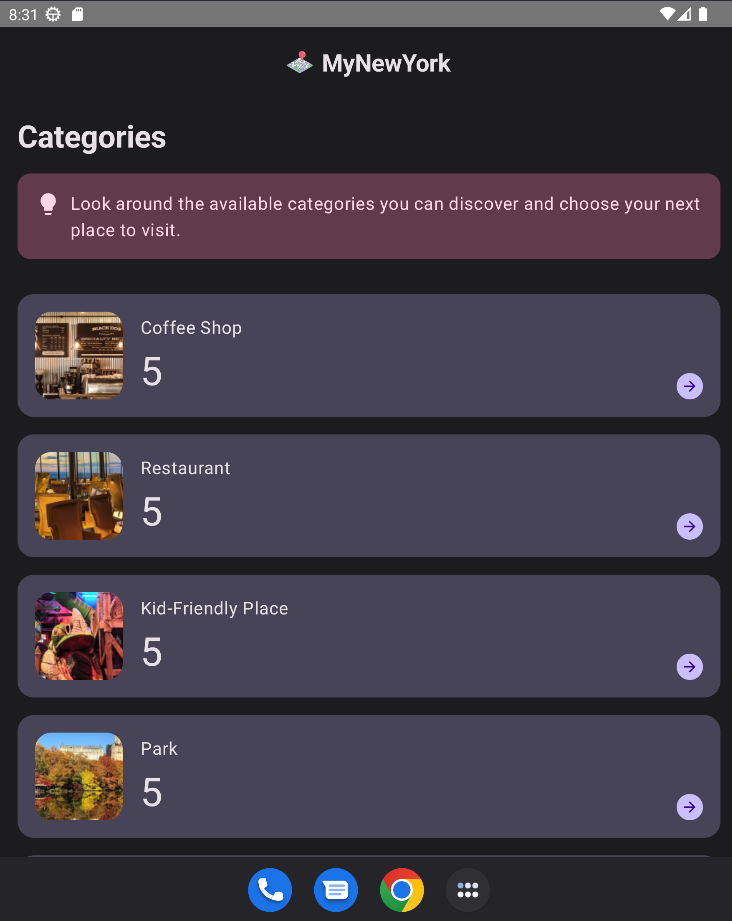 8:31
MyNewYork
Categories
Look around the available categories you can discover and choose your next
place to visit.
Coffee Shop
5
Restaurant
5
Kid-Friendly Place
5
Park
5